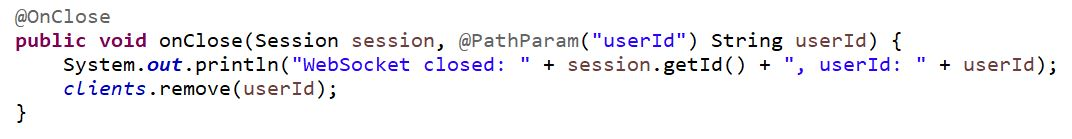 @OnClose
public void onClose(Session session, @PathParam("userId") String userId) {
    System.out.println("WebSocket closed: " + session.getId() + ", userId: " + userId);
    clients.remove(userId);
}